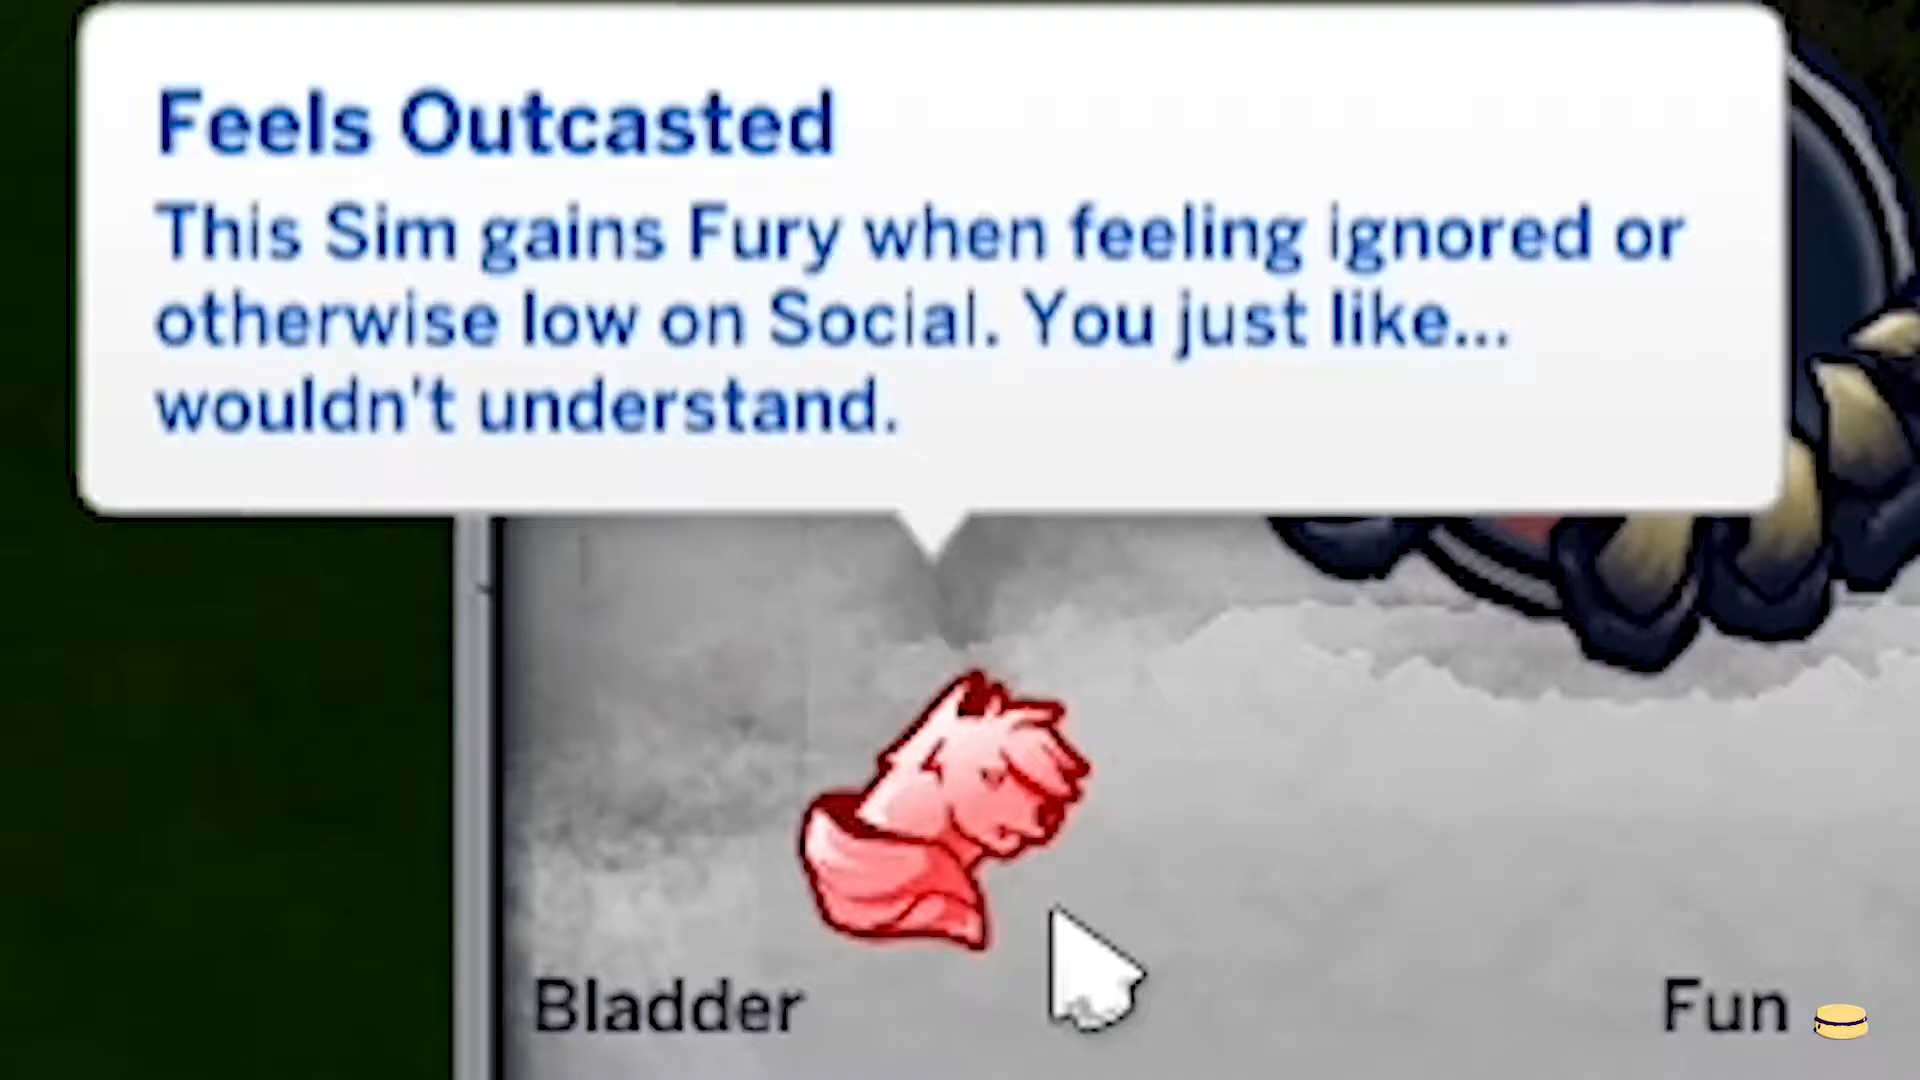 Feels Outcasted
This Sim gains Fury when feeling ignored or
otherwise low on Social. You just like...
wouldn't understand.
Bladder
Fun